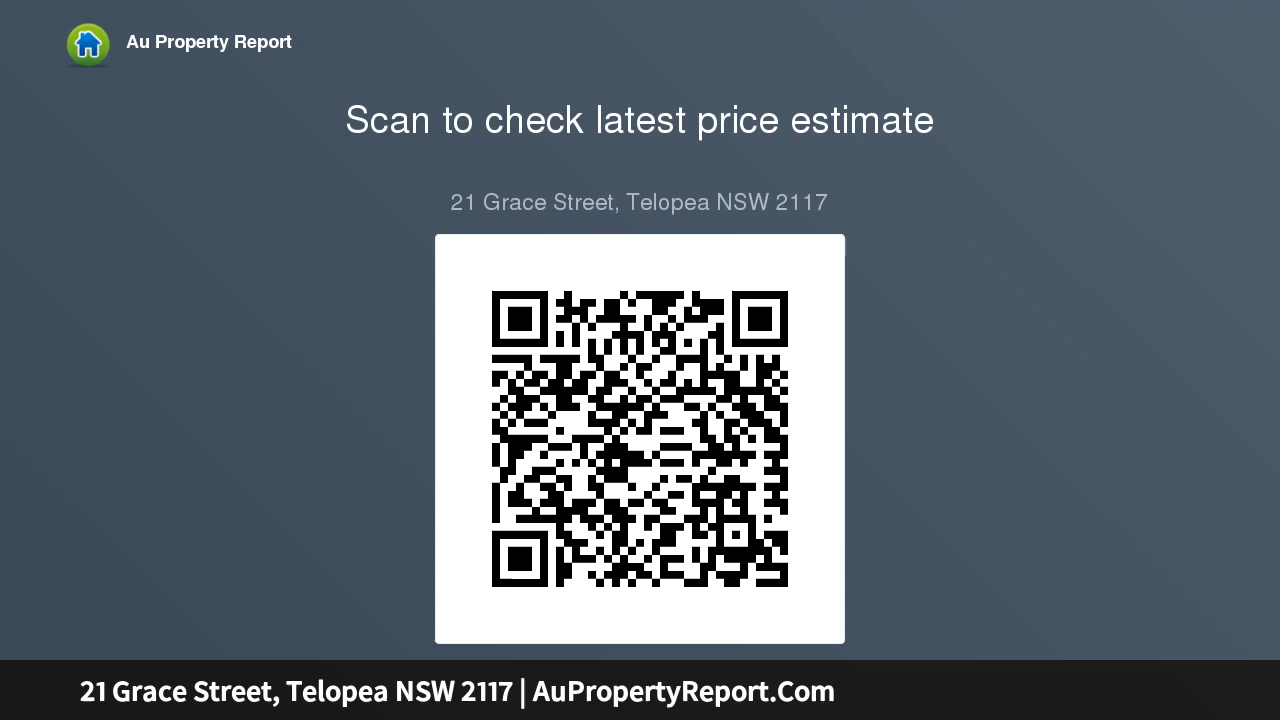 Au Property Report
Scan to check latest price estimate
21 Grace Street, Telopea NSW 2117
21 Grace Street, Telopea NSW 2117 | AuPropertyReport.Com